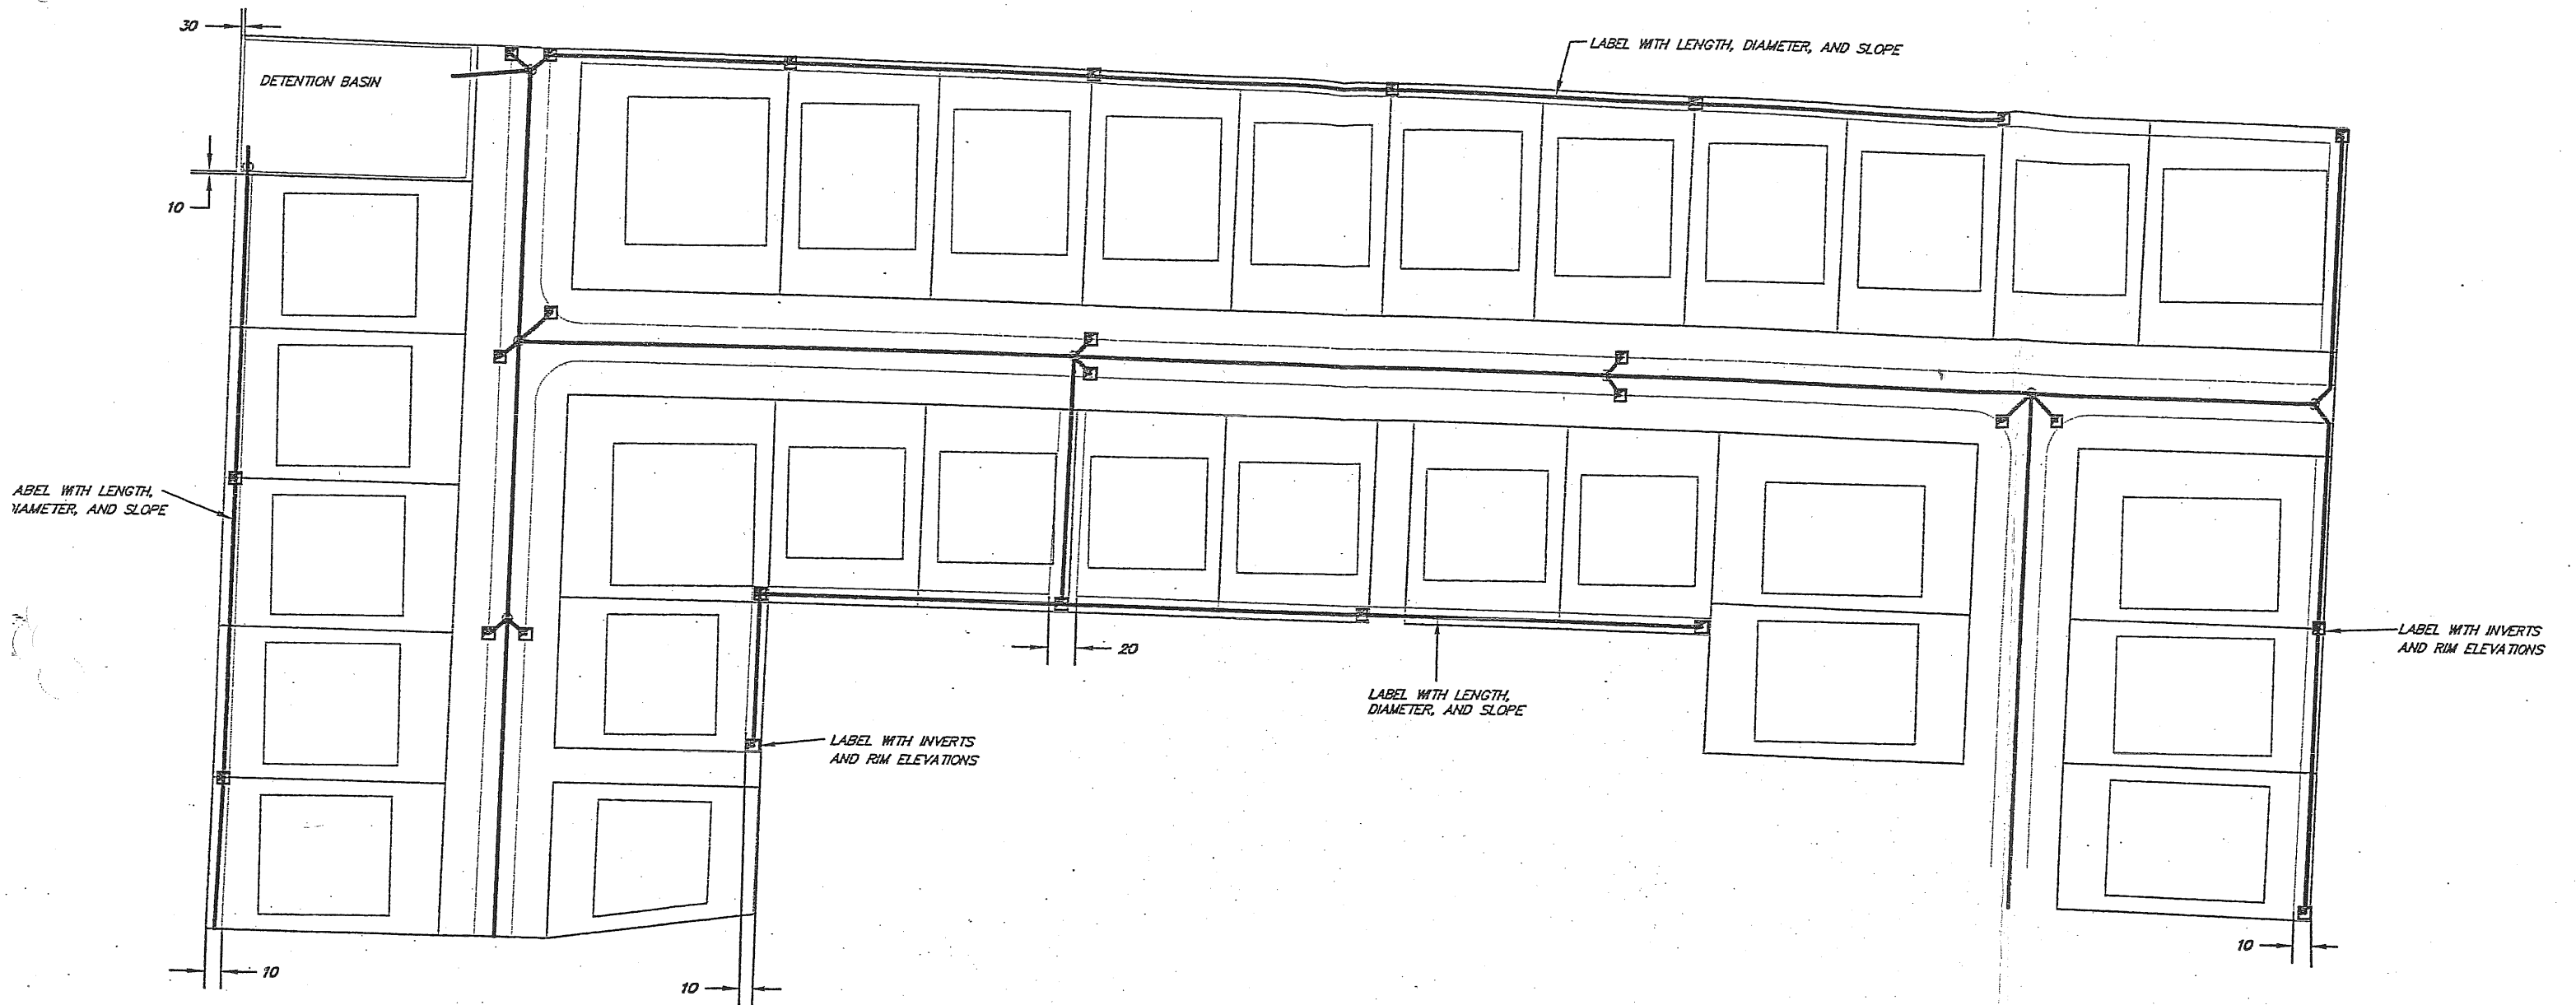 30
LABEL WITH LENGTH, DIAMETER, AND SLOPE
DETENTION BASIN
10
ABEL WITH LENGTH,
IAMETER, AND SLOPE
20
LABEL WITH INVERTS
AND RIM ELEVATIONS
LABEL WITH LENGTH,
DIAMETER, AND SLOPE
LABEL WITH INVERTS
AND RIM ELEVATIONS
10
10
10